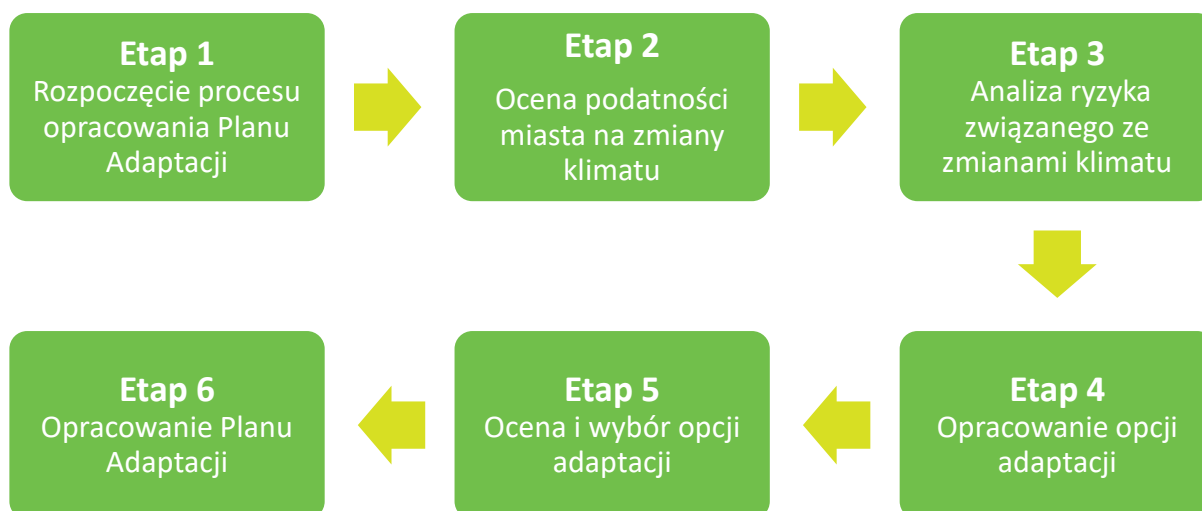 Etap 1
Rozpoczęcie procesu
opracowania Planu
Adaptacji
Etap 2
Ocena podatności
miasta na zmiany
klimatu
Etap 3
Analiza ryzyka
związanego ze
zmianami klimatu
Etap 4
Opracowanie opcji
adaptacji
Etap 5
Ocena i wybór opcji
adaptacji
Etap 6
Opracowanie Planu
Adaptacji